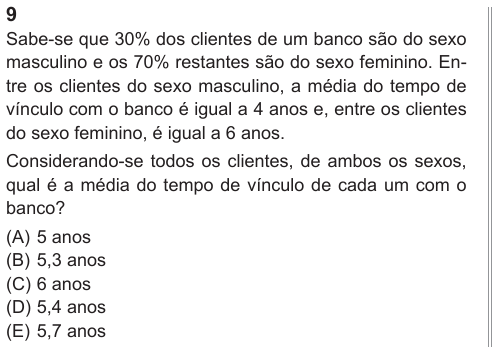 9
Sabe-se que 30% dos clientes de um banco são do sexo
masculino e os 70% restantes são do sexo feminino. En-
tre os clientes do sexo masculino, a média do tempo de
vínculo com o banco é igual a 4 anos e, entre os clientes
do sexo feminino, é igual a 6 anos.
Considerando-se todos os clientes, de ambos os sexos,
qual é a média do tempo de vínculo de cada um com o
banco?
(A) 5 anos
(B) 5,3 anos
(C) 6 anos
(D) 5,4 anos
(E) 5,7 anos